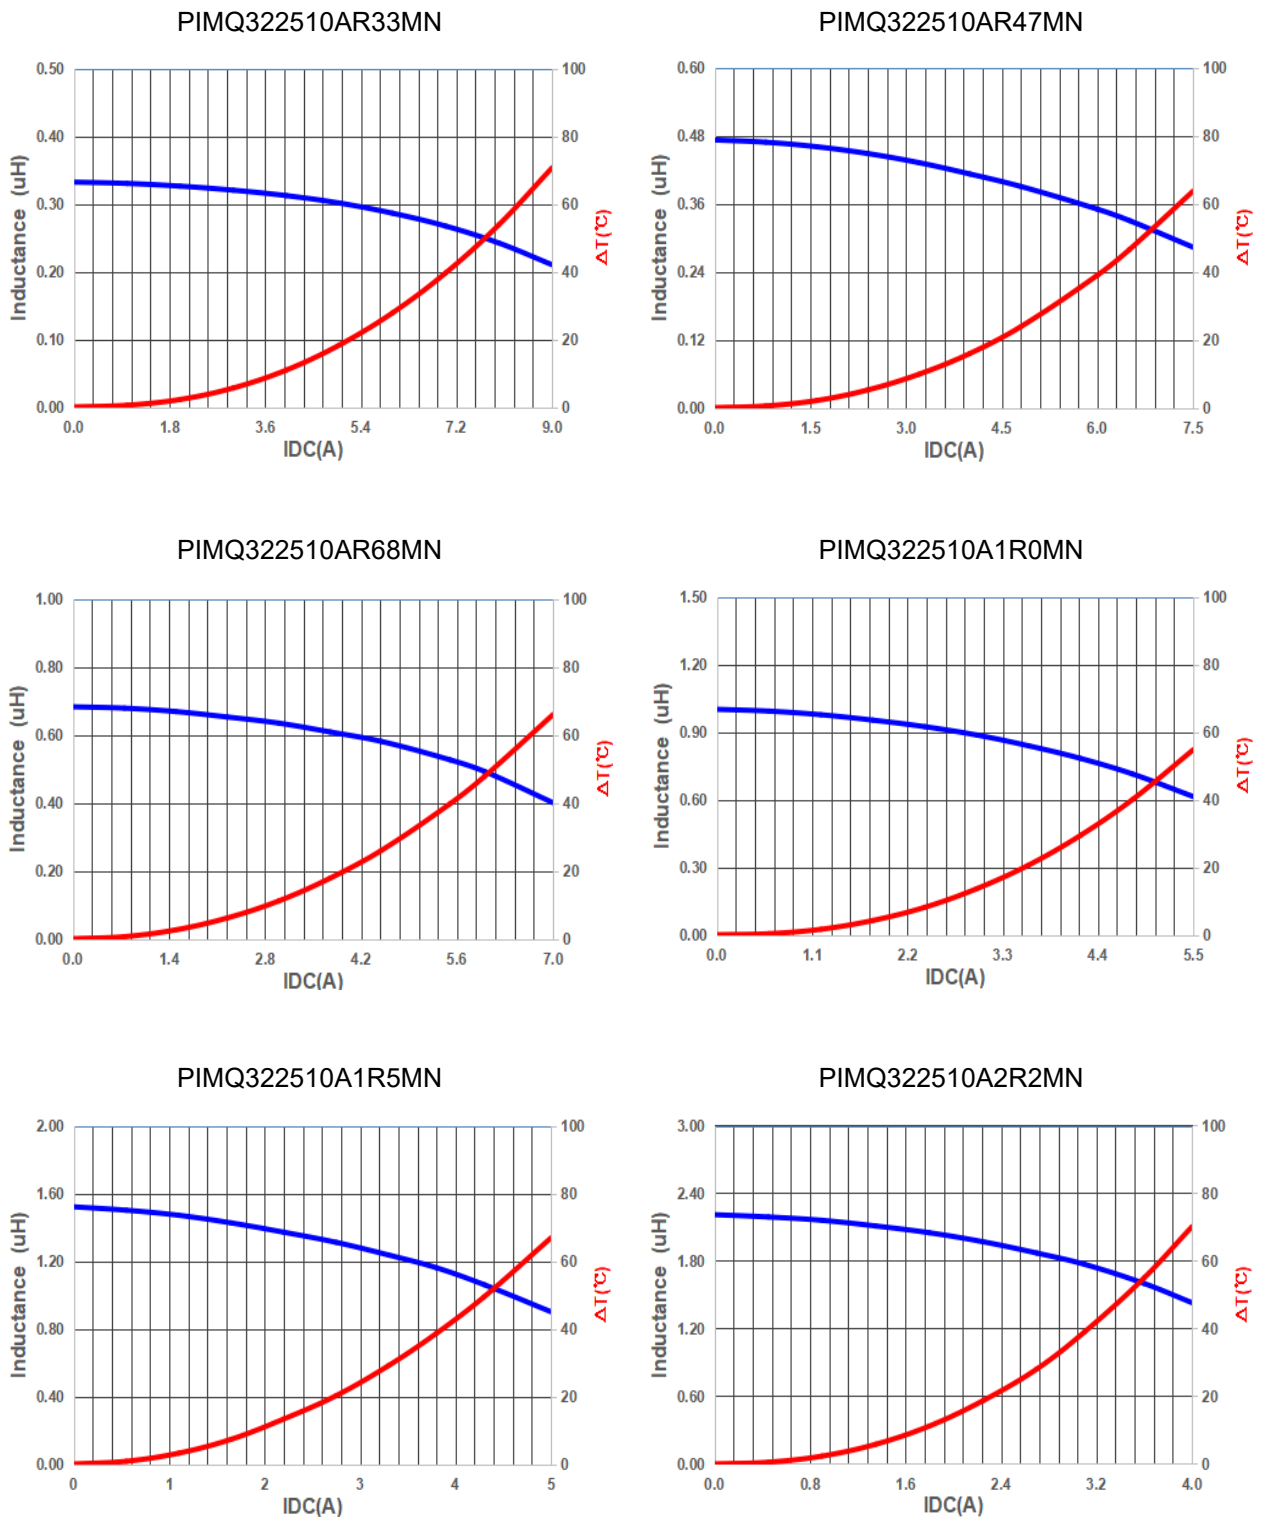 PIMQ322510AR33MN
PIMQ322510AR47MN
0.50
0.40
0.30
0.20
0.10
0.00
100
80
60
40
20
0
0.0 1.8 3.6 5.4 7.2 9.0
IDC(A)
Inductance (uH)
ΔT(℃)
0.60
0.48
0.36
0.24
0.12
0.00
100
80
60
40
20
0
0.0 1.5 3.0 4.5 6.0 7.5
IDC(A)
Inductance (uH)
ΔT(℃)
PIMQ322510AR68MN
PIMQ322510A1R0MN
1.00
0.80
0.60
0.40
0.20
0.00
100
80
60
40
20
0
0.0 1.4 2.8 4.2 5.6 7.0
IDC(A)
Inductance (uH)
ΔT(℃)
1.50
1.20
0.90
0.60
0.30
0.00
100
80
60
40
20
0
0.0 1.1 2.2 3.3 4.4 5.5
IDC(A)
Inductance (uH)
ΔT(℃)
PIMQ322510A1R5MN
PIMQ322510A2R2MN
2.00
1.60
1.20
0.80
0.40
0.00
100
80
60
40
20
0
0 1 2 3 4 5
IDC(A)
Inductance (uH)
ΔT(℃)
3.00
2.40
1.80
1.20
0.60
0.00
100
80
60
40
20
0
0.0 0.8 1.6 2.4 3.2 4.0
IDC(A)
Inductance (uH)
ΔT(℃)